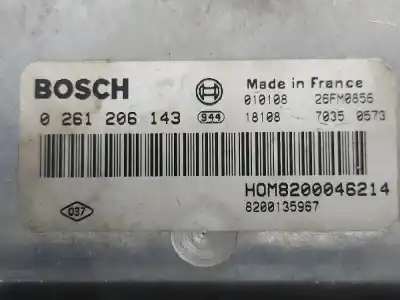 BOSCH
Made in France
010108 26FM0856
0 261 206 143 944 18108 7035 0573
HOM8200046214
037 8200135967